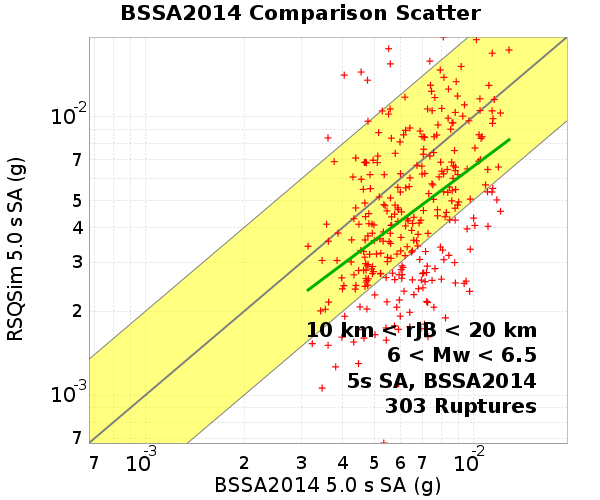 BSSA2014 Comparison Scatter
RSQSim 5.0 s SA (g)
10-2
7
5
4
3
2
10-3
7
10 km < rJB < 20 km
6 < Mw < 6.5
5s SA, BSSA2014
303 Ruptures
7 10-3 2 3 4 5 6 7 10-2
BSSA2014 5.0 s SA (g)